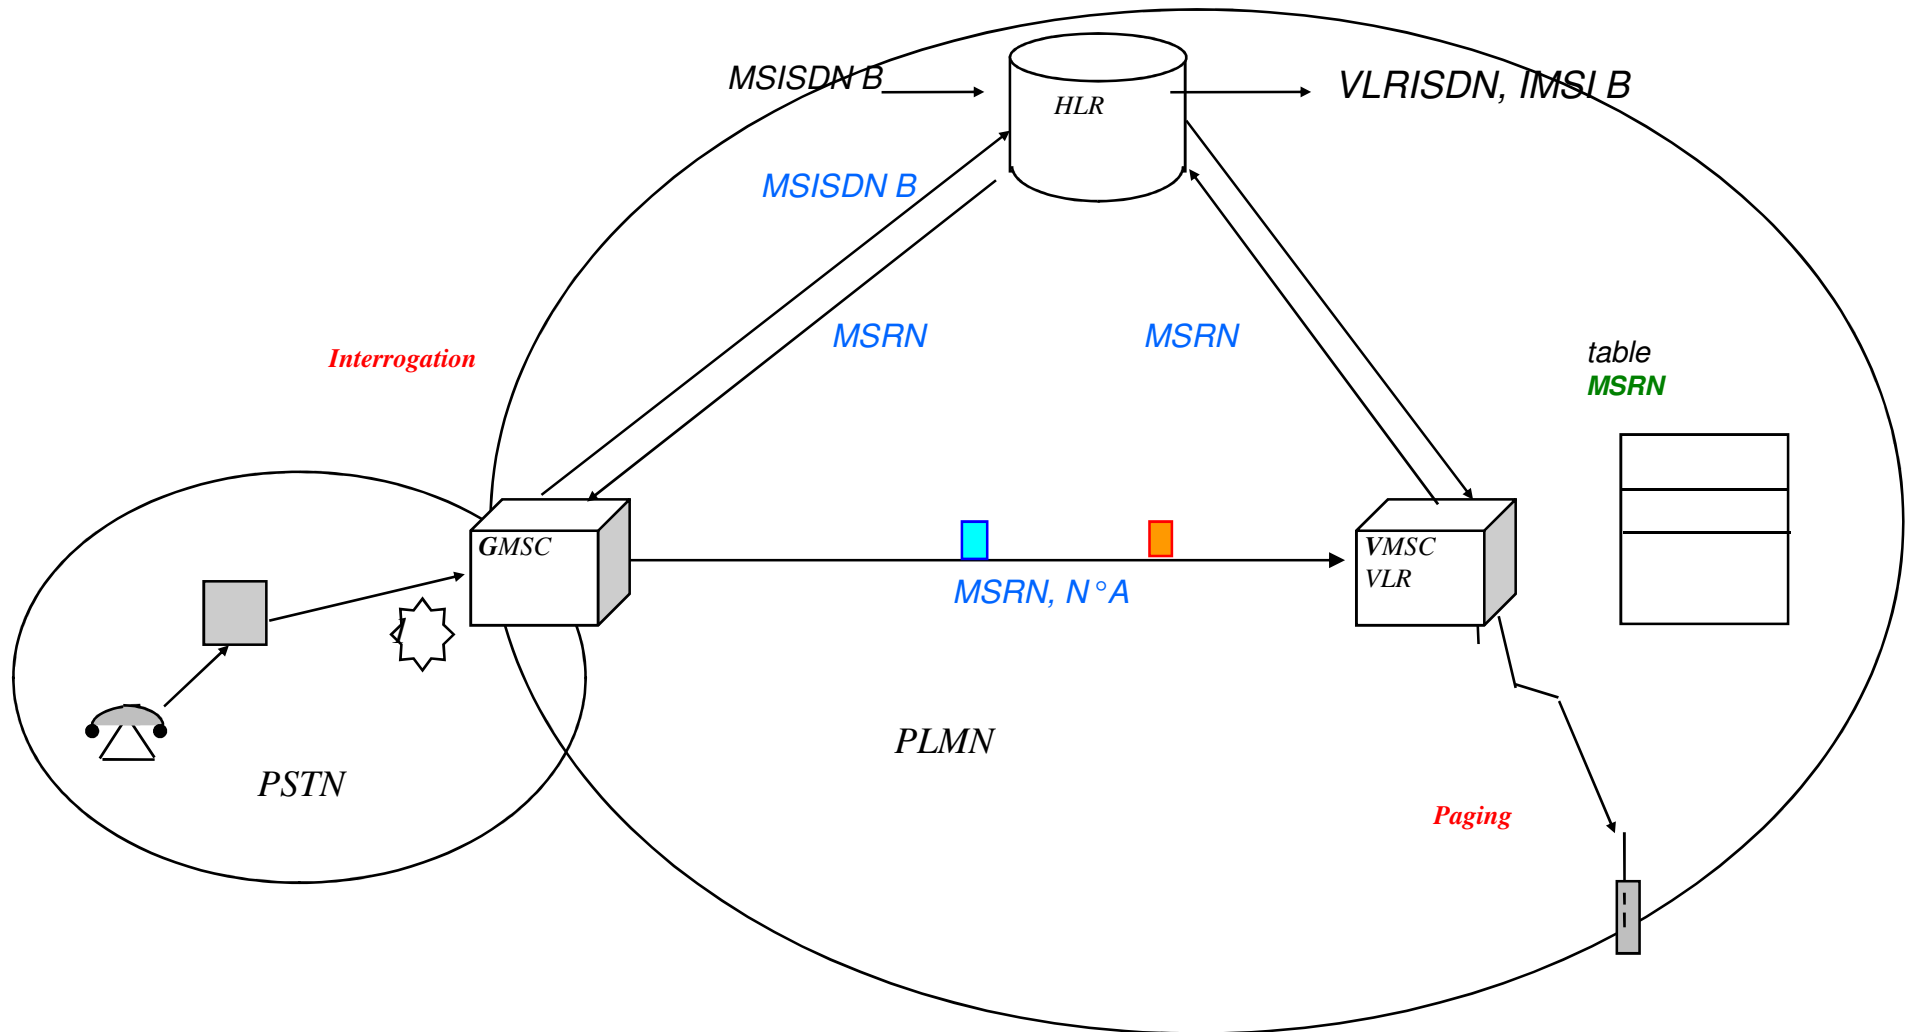 MSISDN B
HLR
VLRISDN, IMSI B
MSISDN B
MSRN
MSRN
Interrogation
table
MSRN
GMSC
VMSC
VLR
MSRN, N°A
PLMN
PSTN
Paging